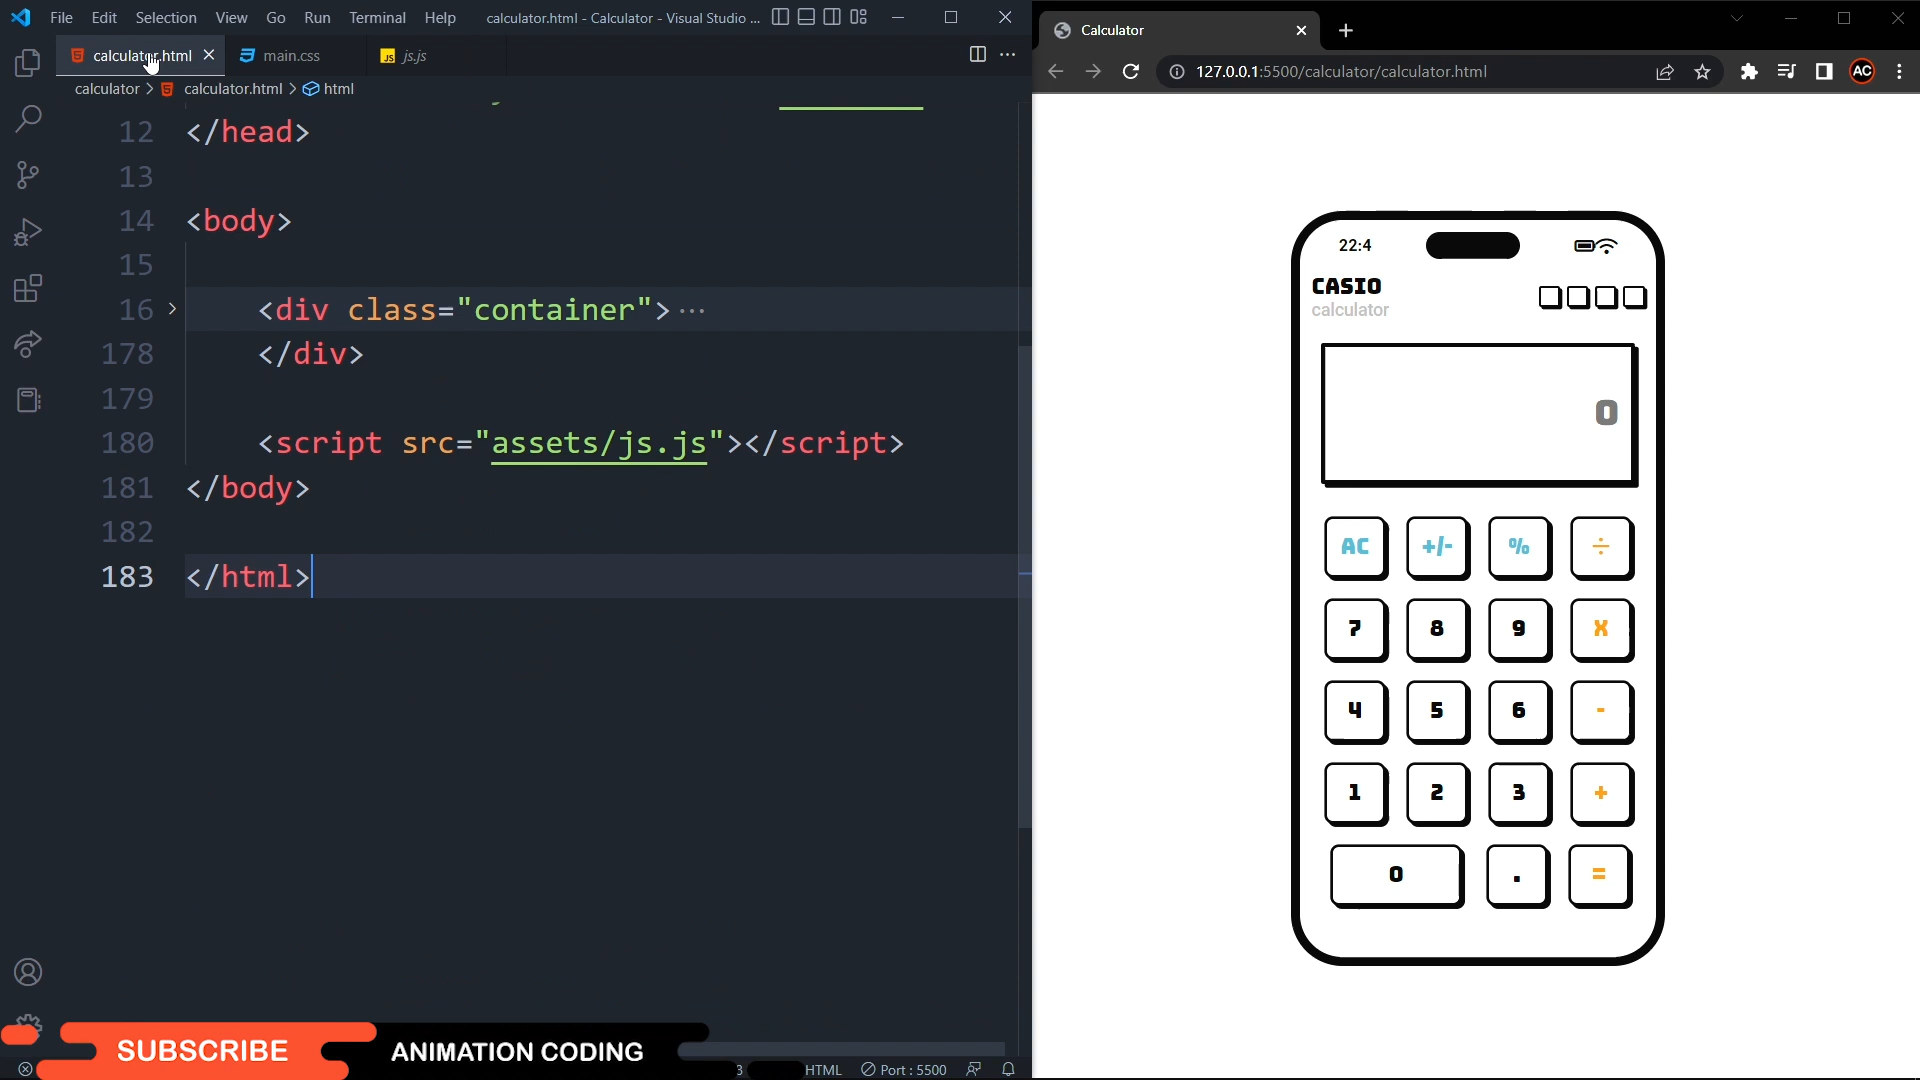 File Edit Selection View Go Run Terminal Help calculator.html - Calculator - Visual Studio ...
calculator.html main.css JS js.js
calculator > calculator.html > html
12 </head>
13
14 <body>
15
16 <div class="container">...
178 </div>
179
180 <script src="assets/js.js"></script>
181 </body>
182
183 </html>
SUBSCRIBE ANIMATION CODING
3 HTML Port : 5500
Calculator
127.0.0.1:5500/calculator/calculator.html AC
22:4
CASIO
calculator
0
AC +/- % ÷
7 8 9 X
4 5 6 -
1 2 3 +
0 . =